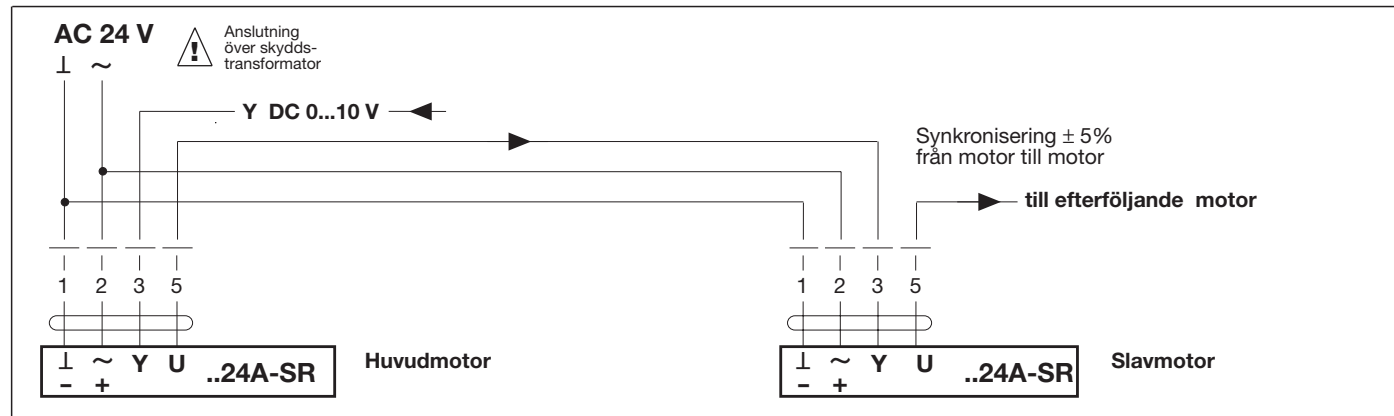 AC 24 V
Anslutning
över skydds-
transformator
⊥ ~
Y DC 0...10 V
Synkronisering ± 5%
från motor till motor
till efterföljande motor
1 2 3 5
1 2 3 5
⊥ ~ Y U
- +
..24A-SR
Huvudmotor
⊥ ~ Y U
- +
..24A-SR
Slavmotor